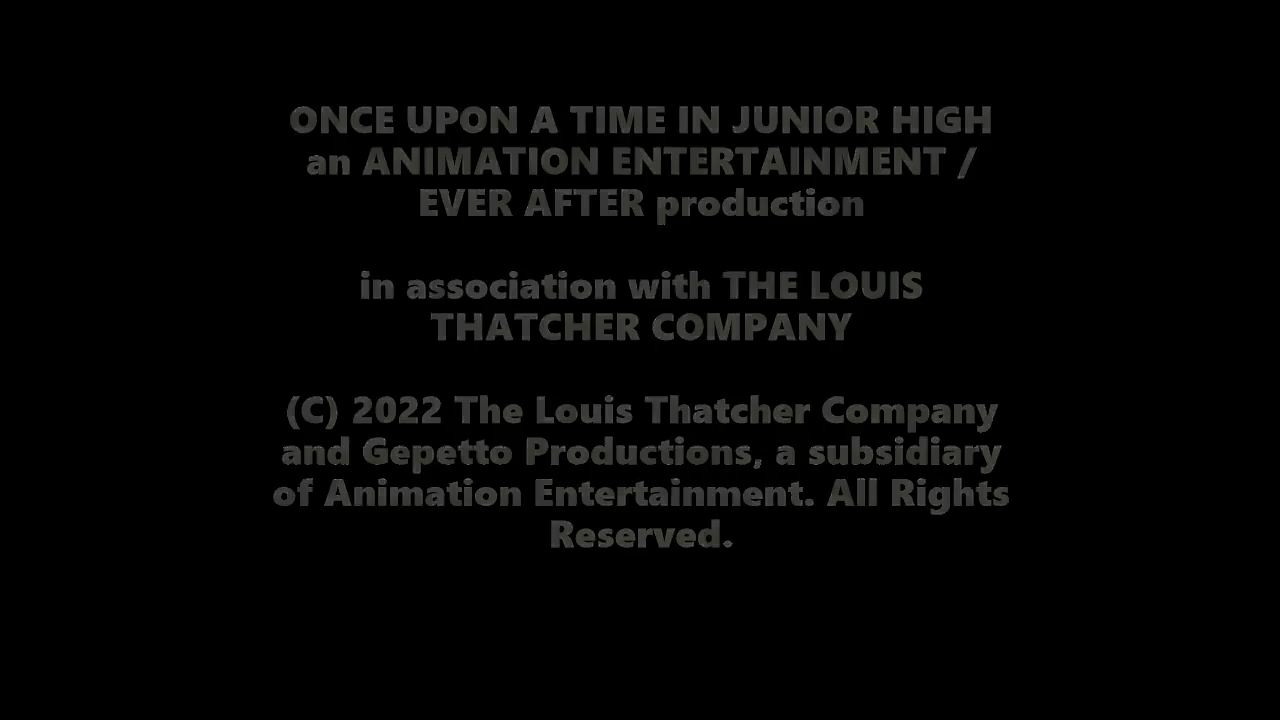 ONCE UPON A TIME IN JUNIOR HIGH
an ANIMATION ENTERTAINMENT /
EVER AFTER production
in association with THE LOUIS
THATCHER COMPANY
(C) 2022 The Louis Thatcher Company
and Gepetto Productions, a subsidiary
of Animation Entertainment. All Rights
Reserved.